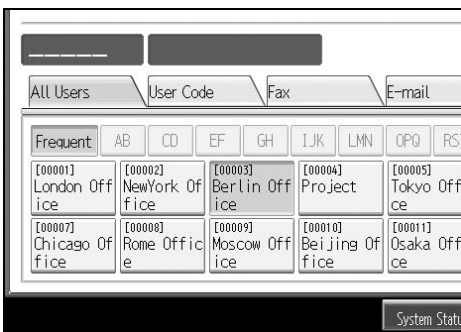 All Users User Code Fax E-mail
Frequent AB CD EF GH IJK LMN OPQ
[00001] [00002] [00003] [00004] [00005]
London Off NewYork Of Berlin Off Project Tokyo Off
ice fice ice ce
[00007] [00008] [00009] [00010] [00011]
Chicago Of Rome Offic Moscow Off Beijing Of Osaka Off
fice e ice fice ce
System Statu